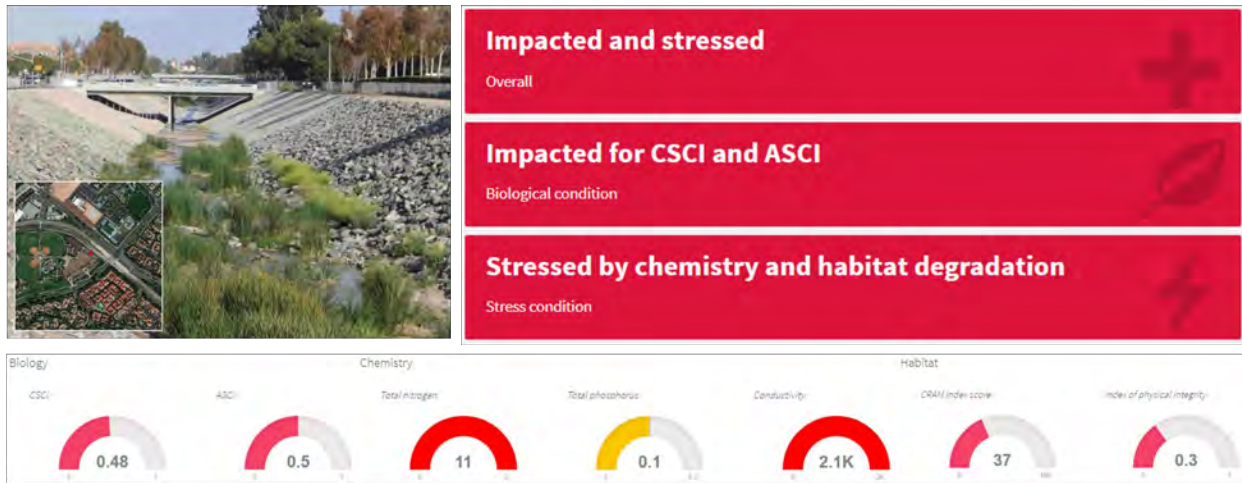 Impacted and stressed
Overall
Impacted for CSCI and ASCI
Biological condition
Stressed by chemistry and habitat degradation
Stress condition
Biology Chemistry Habitat
CSCI ASCI Total nitrogen Total phosphorus Conductivity CRAM index score Index of physical integrity
0.48 0.5 11 0.1 2.1K 37 0.3